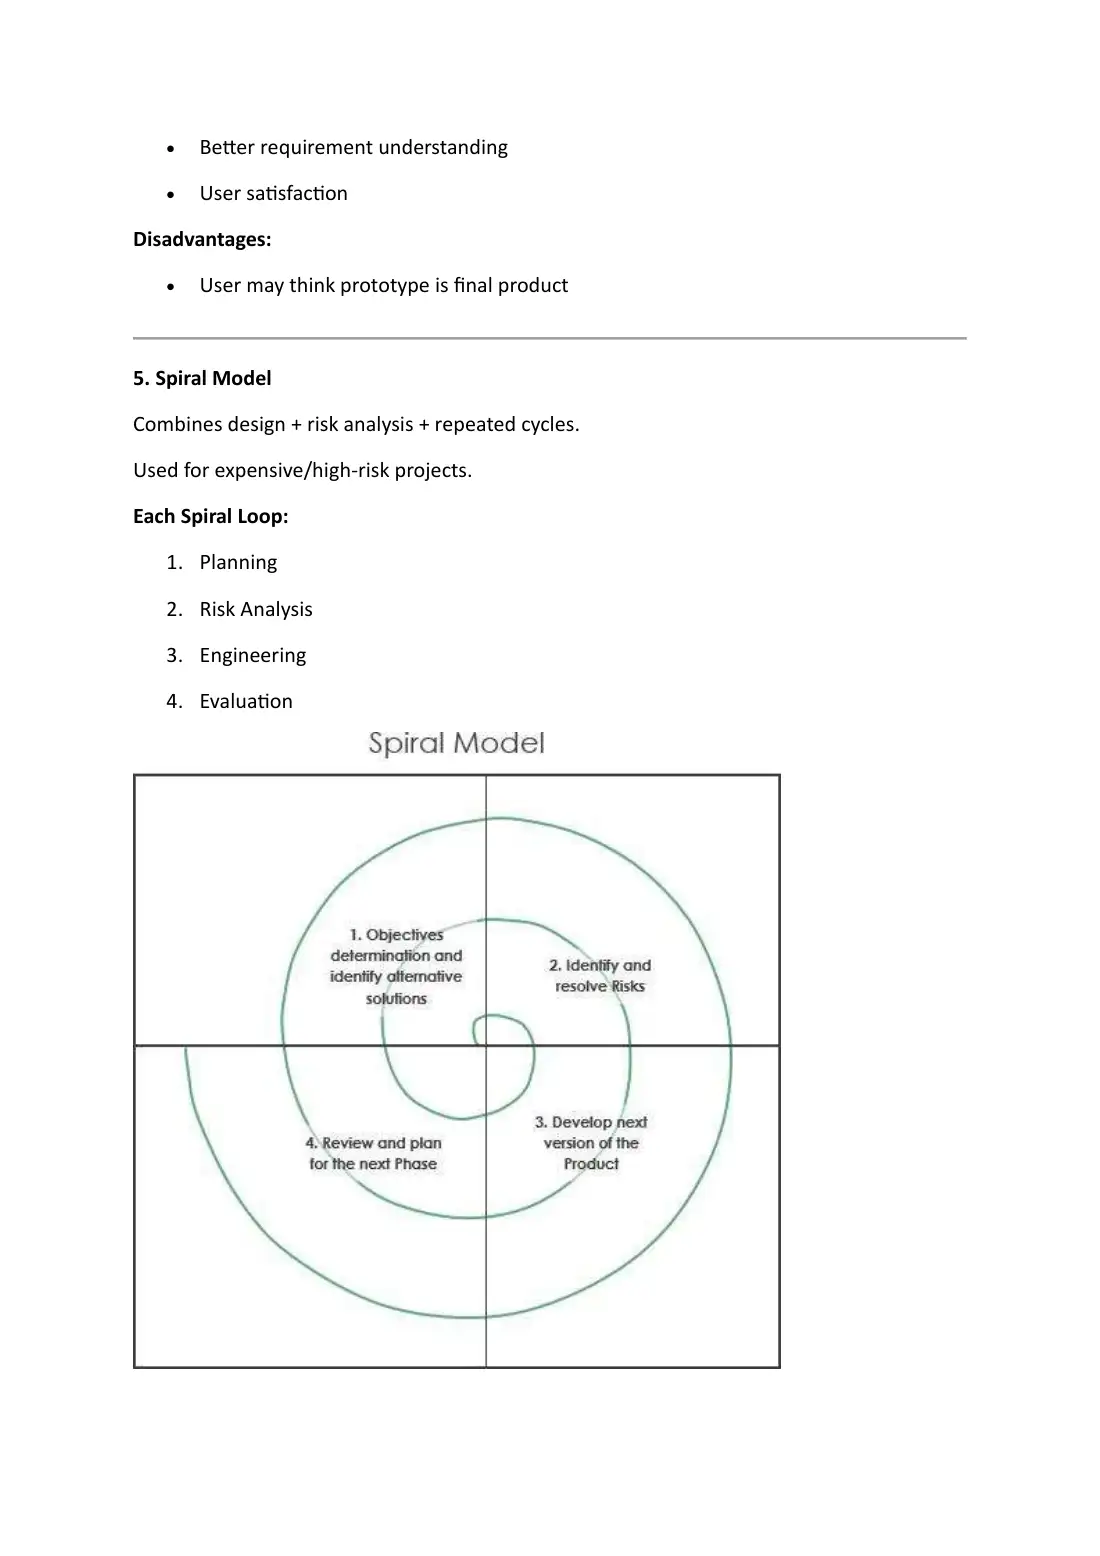 • Better requirement understanding
• User satisfaction
Disadvantages:
• User may think prototype is final product
5. Spiral Model
Combines design + risk analysis + repeated cycles.
Used for expensive/high-risk projects.
Each Spiral Loop:
1. Planning
2. Risk Analysis
3. Engineering
4. Evaluation
Spiral Model
1. Objectives
determination and
identify alternative
solutions
2. Identify and
resolve Risks
3. Develop next
version of the
Product
4. Review and plan
for the next Phase